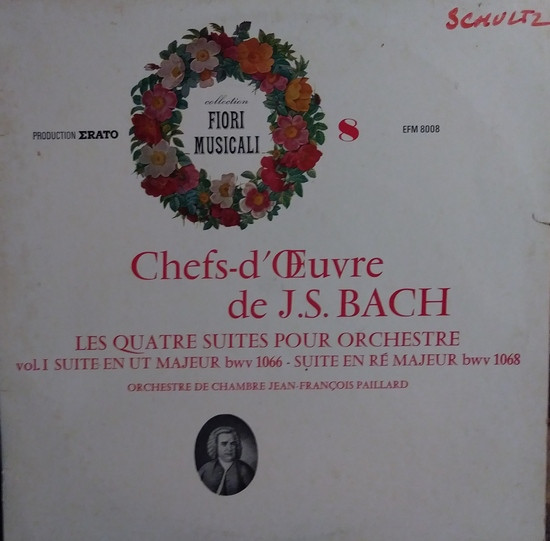 SCHULTZ
collection
FIORI
MUSICALI
PRODUCTION ERATO
8
EFM 8008
Chefs-d'Œuvre
de J.S. BACH
LES QUATRE SUITES POUR ORCHESTRE
vol.I SUITE EN UT MAJEUR bwv 1066 - SUITE EN RÉ MAJEUR bwv 1068
ORCHESTRE DE CHAMBRE JEAN-FRANÇOIS PAILLARD